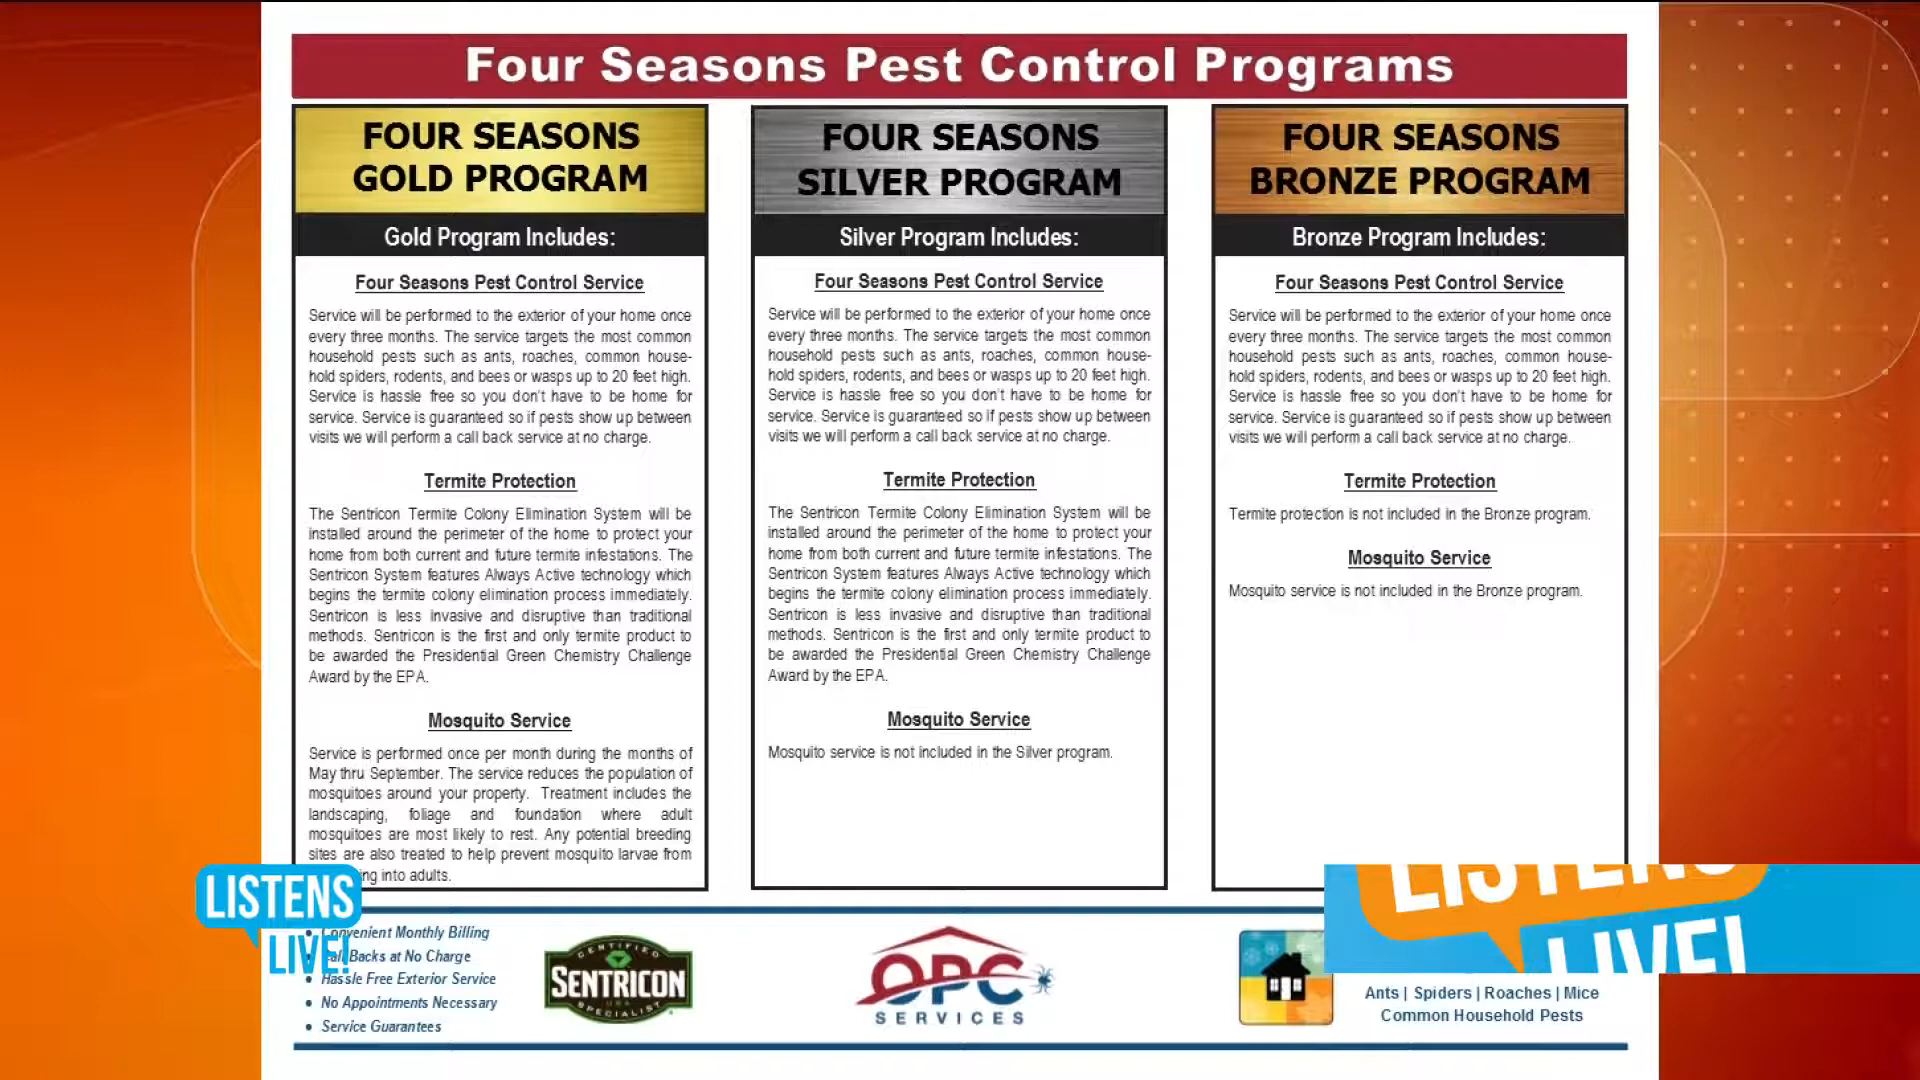 Four Seasons Pest Control Programs
FOUR SEASONS
GOLD PROGRAM
Gold Program Includes:
Four Seasons Pest Control Service
Service will be performed to the exterior of your home once
every three months. The service targets the most common
household pests such as ants, roaches, common house-
hold spiders, rodents, and bees or wasps up to 20 feet high.
Service is hassle free so you don't have to be home for
service. Service is guaranteed so if pests show up between
visits we will perform a call back service at no charge.
Termite Protection
The Sentricon Termite Colony Elimination System will be
installed around the perimeter of the home to protect your
home from both current and future termite infestations. The
Sentricon System features Always Active technology which
begins the termite colony elimination process immediately.
Sentricon is less invasive and disruptive than traditional
methods. Sentricon is the first and only termite product to
be awarded the Presidential Green Chemistry Challenge
Award by the EPA.
Mosquito Service
Service is performed once per month during the months of
May thru September. The service reduces the population of
mosquitoes around your property. Treatment includes the
landscaping, foliage and foundation where adult
mosquitoes are most likely to rest. Any potential breeding
sites are also treated to help prevent mosquito larvae from
into adults.
FOUR SEASONS
SILVER PROGRAM
Silver Program Includes:
Four Seasons Pest Control Service
Service will be performed to the exterior of your home once
every three months. The service targets the most common
household pests such as ants, roaches, common house-
hold spiders, rodents, and bees or wasps up to 20 feet high.
Service is hassle free so you don't have to be home for
service. Service is guaranteed so if pests show up between
visits we will perform a call back service at no charge.
Termite Protection
The Sentricon Termite Colony Elimination System will be
installed around the perimeter of the home to protect your
home from both current and future termite infestations. The
Sentricon System features Always Active technology which
begins the termite colony elimination process immediately.
Sentricon is less invasive and disruptive than traditional
methods. Sentricon is the first and only termite product to
be awarded the Presidential Green Chemistry Challenge
Award by the EPA.
Mosquito Service
Mosquito service is not included in the Silver program.
FOUR SEASONS
BRONZE PROGRAM
Bronze Program Includes:
Four Seasons Pest Control Service
Service will be performed to the exterior of your home once
every three months. The service targets the most common
household pests such as ants, roaches, common house-
hold spiders, rodents, and bees or wasps up to 20 feet high.
Service is hassle free so you don't have to be home for
service. Service is guaranteed so if pests show up between
visits we will perform a call back service at no charge.
Termite Protection
Termite protection is not included in the Bronze program.
Mosquito Service
Mosquito service is not included in the Bronze program.
LISTENS
LIVE!
Convenient Monthly Billing
Backs at No Charge
Hassle Free Exterior Service
No Appointments Necessary
Service Guarantees
CERTIFIED
SENTRICON
USA
SPECIALIST
OPC
SERVICES
LISTENS
LIVE!
Ants | Spiders | Roaches | Mice
Common Household Pests